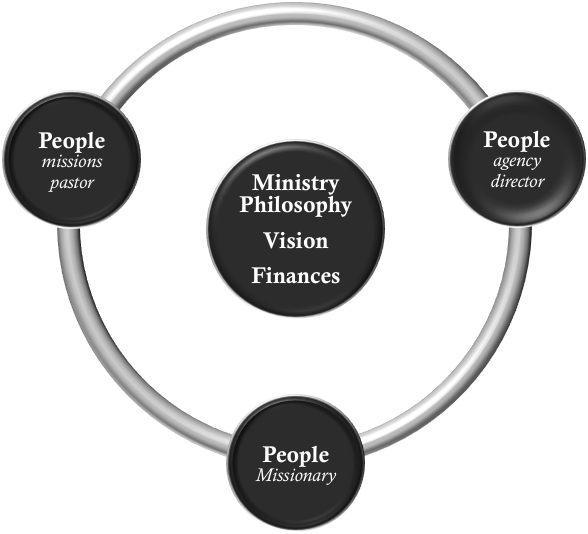 People
missions
pastor
People
agency
director
Ministry
Philosophy
Vision
Finances
People
Missionary